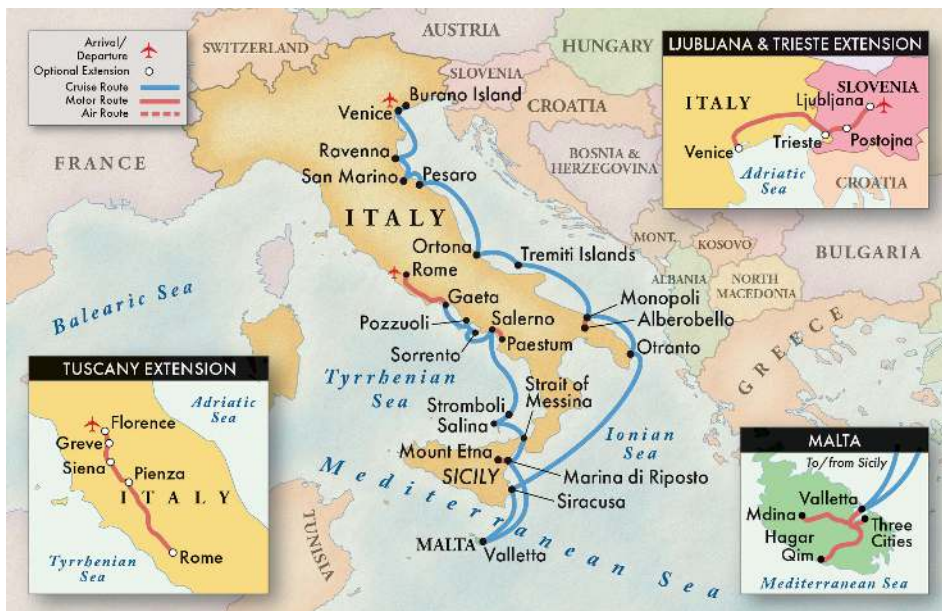 Arrival/
Departure
Optional Extension
Cruise Route
Motor Route
Air Route
SWITZERLAND
AUSTRIA
HUNGARY
SLOVENIA
CROATIA
BOSNIA &
HERZEGOVINA
FRANCE
MONT.
KOSOVO
BULGARIA
ALBANIA
NORTH
MACEDONIA
GREECE
TUNISIA
ITALY
Burano Island
Venice
Ravenna
San Marino
Pesaro
Ortona
Tremiti Islands
Rome
Gaeta
Pozzuoli
Salerno
Sorrento
Paestum
Monopoli
Alberobello
Otranto
Balearic Sea
Tyrrhenian
Sea
Strait of
Messina
Stromboli
Salina
Ionian
Sea
Mount Etna
SICILY
Marina di Riposto
Siracusa
MALTA
Valletta
Mediterranean Sea
LJUBLJANA & TRIESTE EXTENSION
SLOVENIA
ITALY
Ljubljana
Postojna
Trieste
Venice
Adriatic
Sea
CROATIA
TUSCANY EXTENSION
Adriatic
Sea
Florence
Greve
Siena
Pienza
ITALY
Rome
Tyrrhenian
Sea
MALTA
To/from Sicily
Valletta
Mdina
Three
Cities
Hagar
Qim
Mediterranean Sea